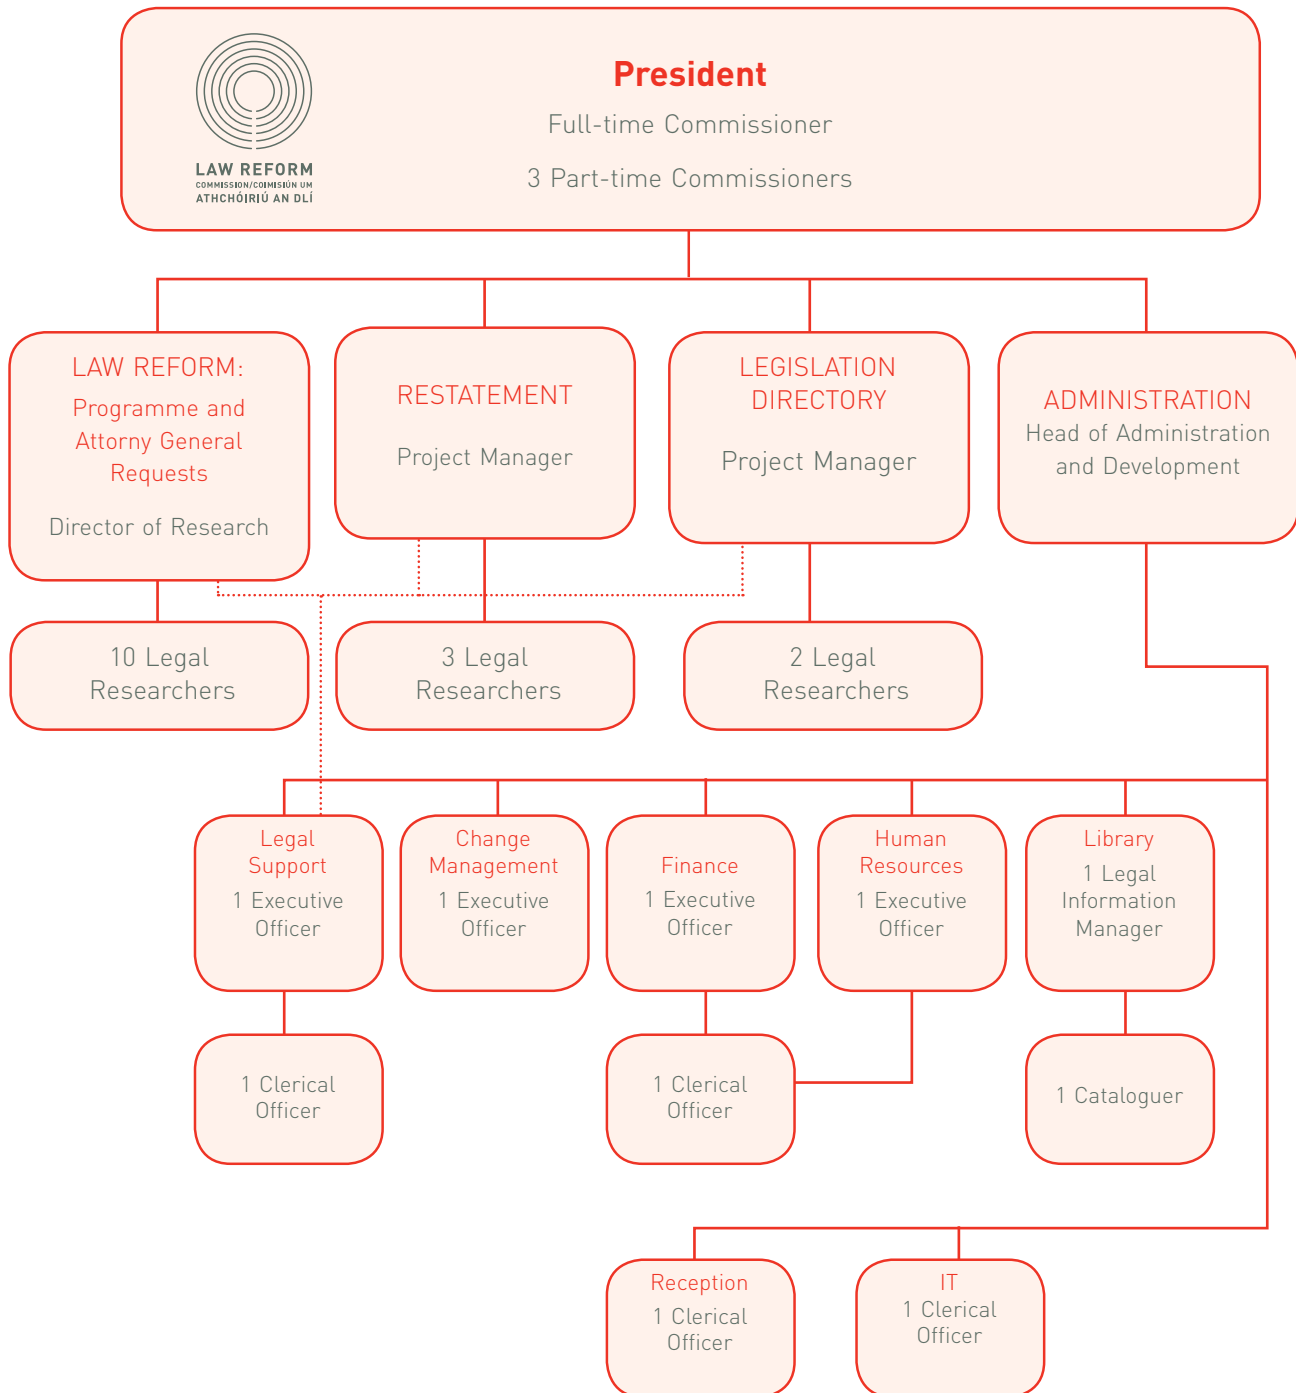 President
Full-time Commissioner
3 Part-time Commissioners
LAW REFORM
COMMISSION/COIMISIÚN UM
ATHCHÓIRIÚ AN DLÍ
LAW REFORM:
Programme and
Attorny General
Requests
Director of Research
RESTATEMENT
Project Manager
LEGISLATION
DIRECTORY
Project Manager
ADMINISTRATION
Head of Administration
and Development
10 Legal
Researchers
3 Legal
Researchers
2 Legal
Researchers
Legal
Support
1 Executive
Officer
Change
Management
1 Executive
Officer
Finance
1 Executive
Officer
Human
Resources
1 Executive
Officer
Library
1 Legal
Information
Manager
1 Clerical
Officer
1 Clerical
Officer
1 Cataloguer
Reception
1 Clerical
Officer
IT
1 Clerical
Officer